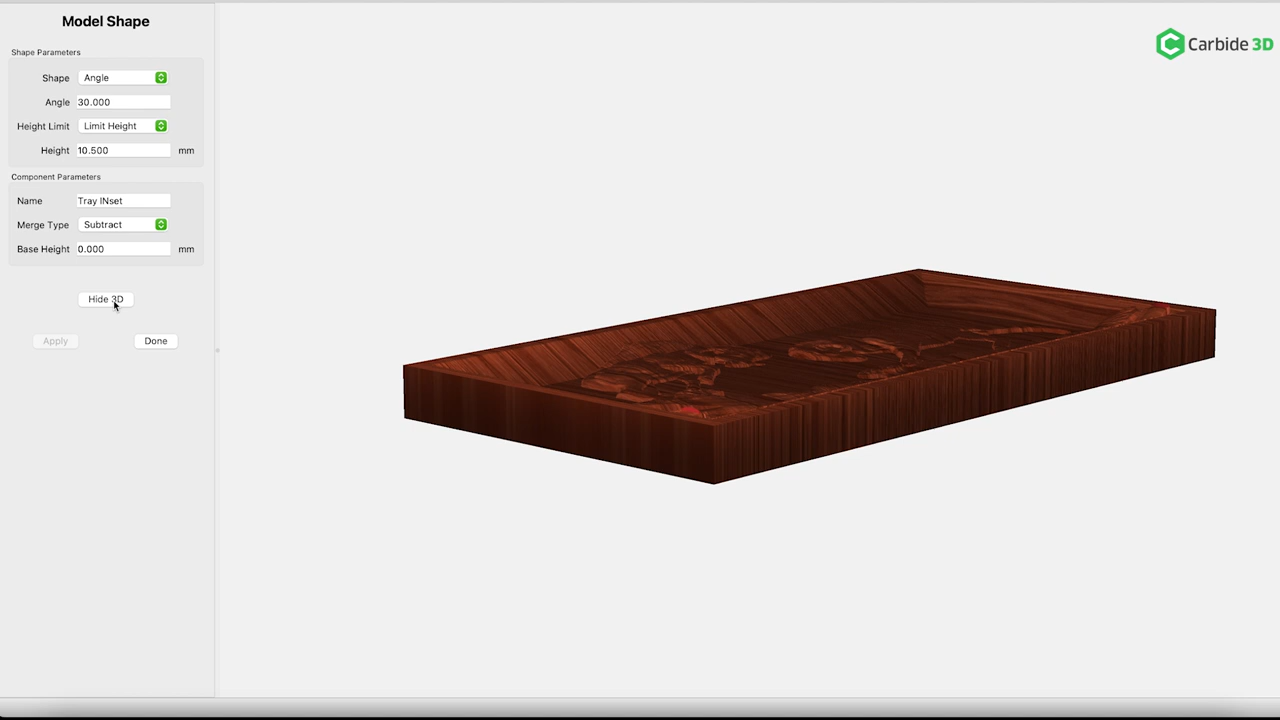 Model Shape
Carbide 3D
Shape Parameters
Shape Angle
Angle 30.000
Height Limit Limit Height
Height 10.500 mm
Component Parameters
Name Tray INset
Merge Type Subtract
Base Height 0.000 mm
Hide 3D
Apply Done